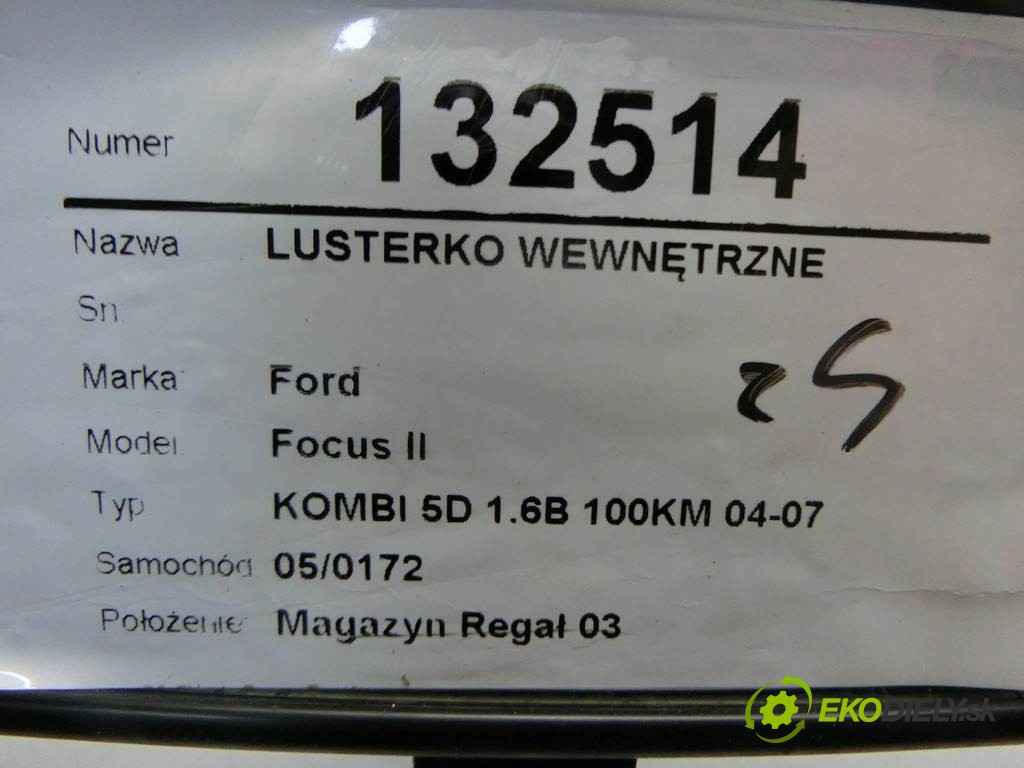 Numer 132514
Nazwa LUSTERKO WEWNĘTRZNE
Sn.
Marka Ford
Model Focus II
Typ KOMBI 5D 1.6B 100KM 04-07
Samochód 05/0172
Położenie Magazyn Regał 03
EKODIELY.sk